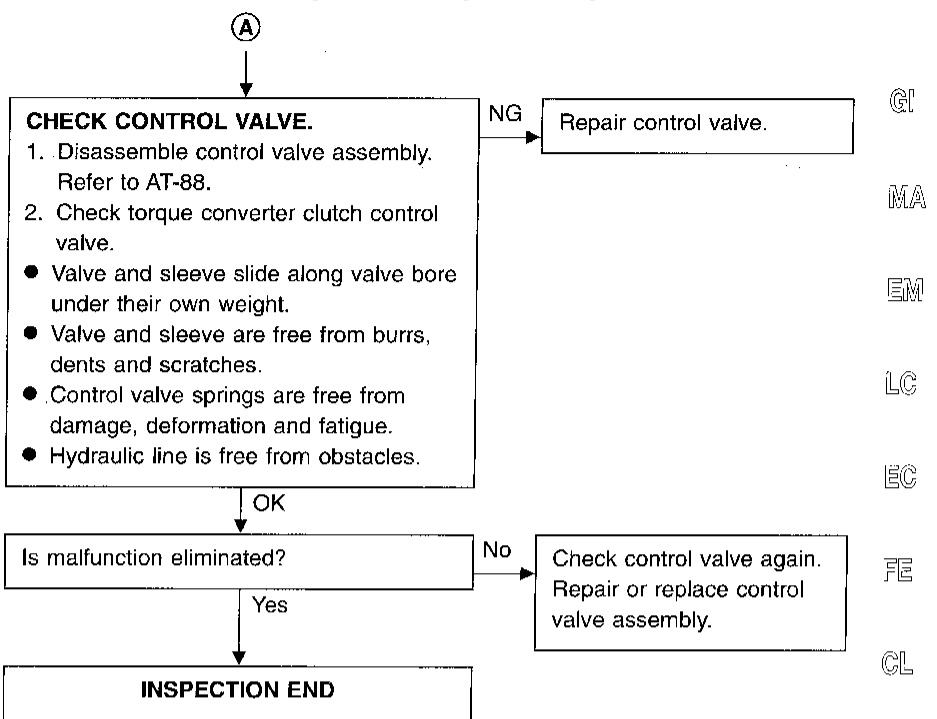 A
CHECK CONTROL VALVE.
1. Disassemble control valve assembly.
Refer to AT-88.
2. Check torque converter clutch control
valve.
● Valve and sleeve slide along valve bore
under their own weight.
● Valve and sleeve are free from burrs,
dents and scratches.
● Control valve springs are free from
damage, deformation and fatigue.
● Hydraulic line is free from obstacles.
NG
Repair control valve.
OK
Is malfunction eliminated?
No
Check control valve again.
Repair or replace control
valve assembly.
Yes
INSPECTION END
GI
MA
EM
LC
EC
FE
CL